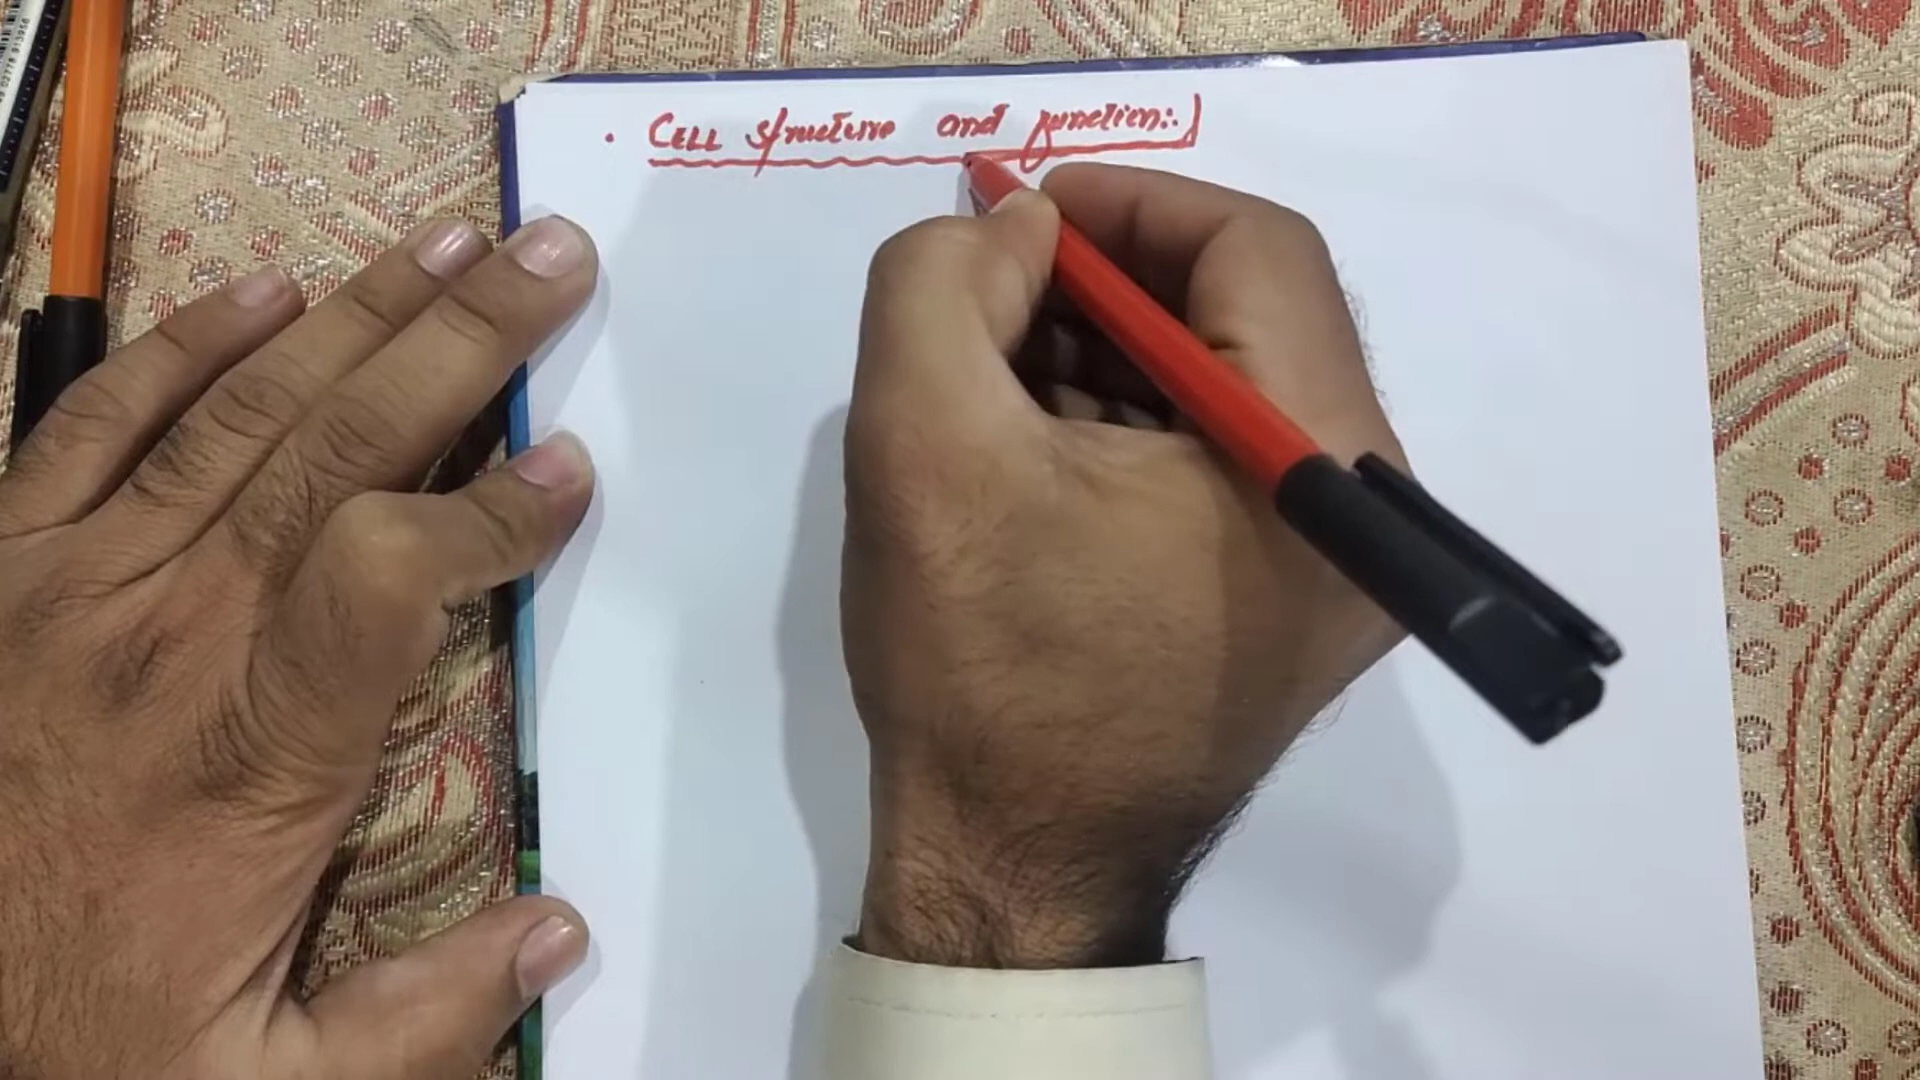 . CELL structure and function:.